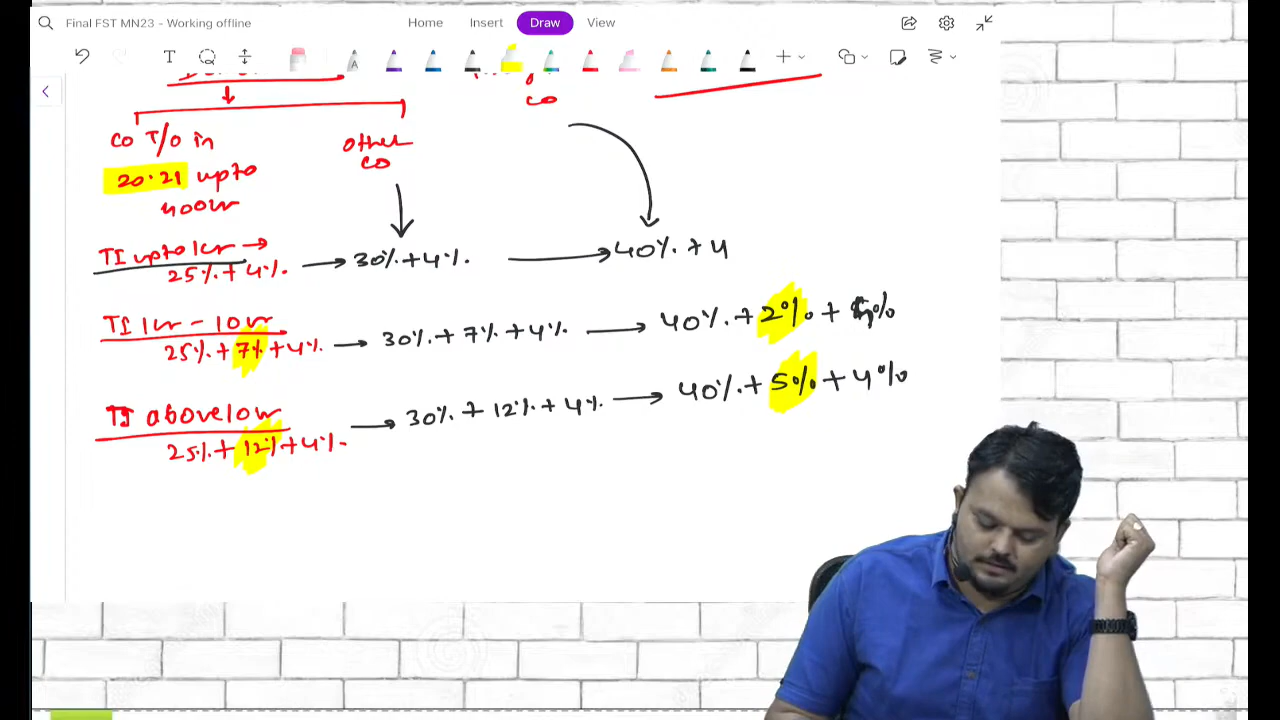 Final FST MN23 - Working offline
Home Insert Draw View
T
A
co
co T/O in
20-21 upto
400cr
other
co
TI upto 1cr →
25% + 4% → 30% + 4% → 40% + 4
TI 1cr - 10cr
25% + 7% + 4% → 30% + 7% + 4% → 40% + 2% + %
TI above 10cr
25% + 12% + 4% → 30% + 12% + 4% → 40% + 5% + 4%